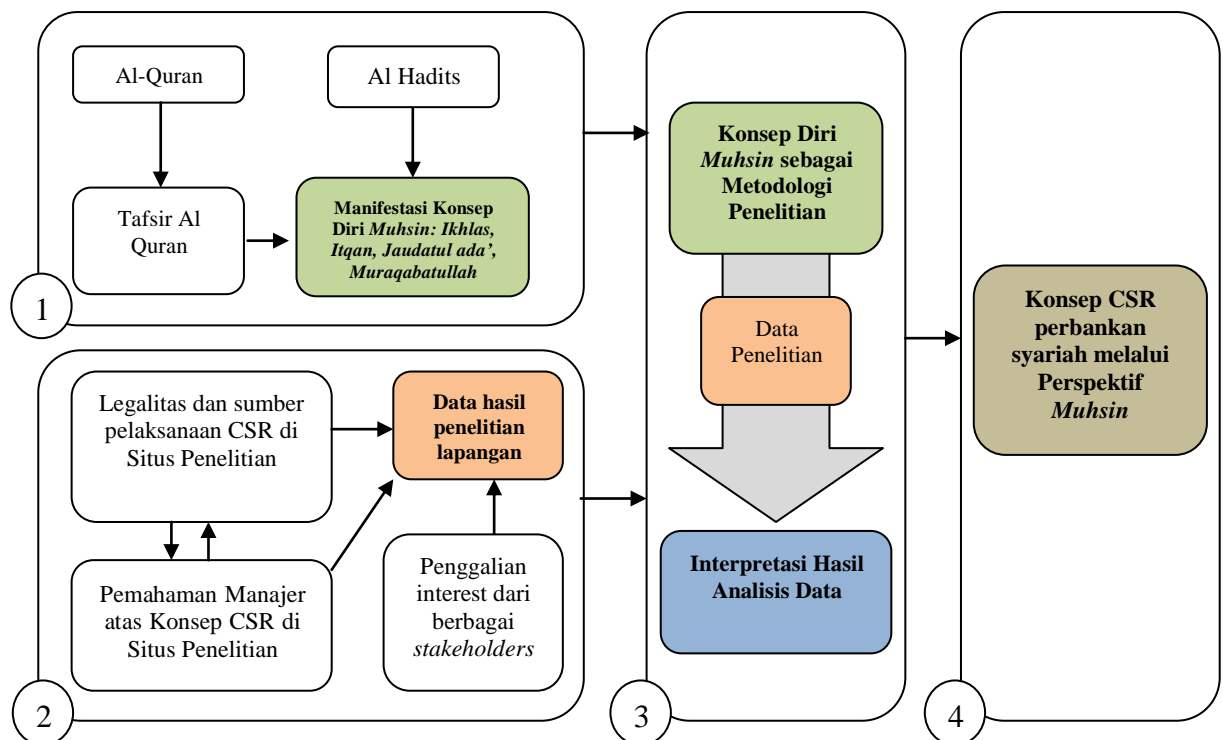 Al-Quran
Al Hadits
Tafsir Al
Quran
Manifestasi Konsep
Diri Muhsin: Ikhlas,
Itqan, Jaudatul ada’,
Muraqabatullah
1
Legalitas dan sumber
pelaksanaan CSR di
Situs Penelitian
Data hasil
penelitian
lapangan
Pemahaman Manajer
atas Konsep CSR di
Situs Penelitian
Penggalian
interest dari
berbagai
stakeholders
2
Konsep Diri
Muhsin sebagai
Metodologi
Penelitian
Data
Penelitian
Interpretasi Hasil
Analisis Data
3
Konsep CSR
perbankan
syariah melalui
Perspektif
Muhsin
4